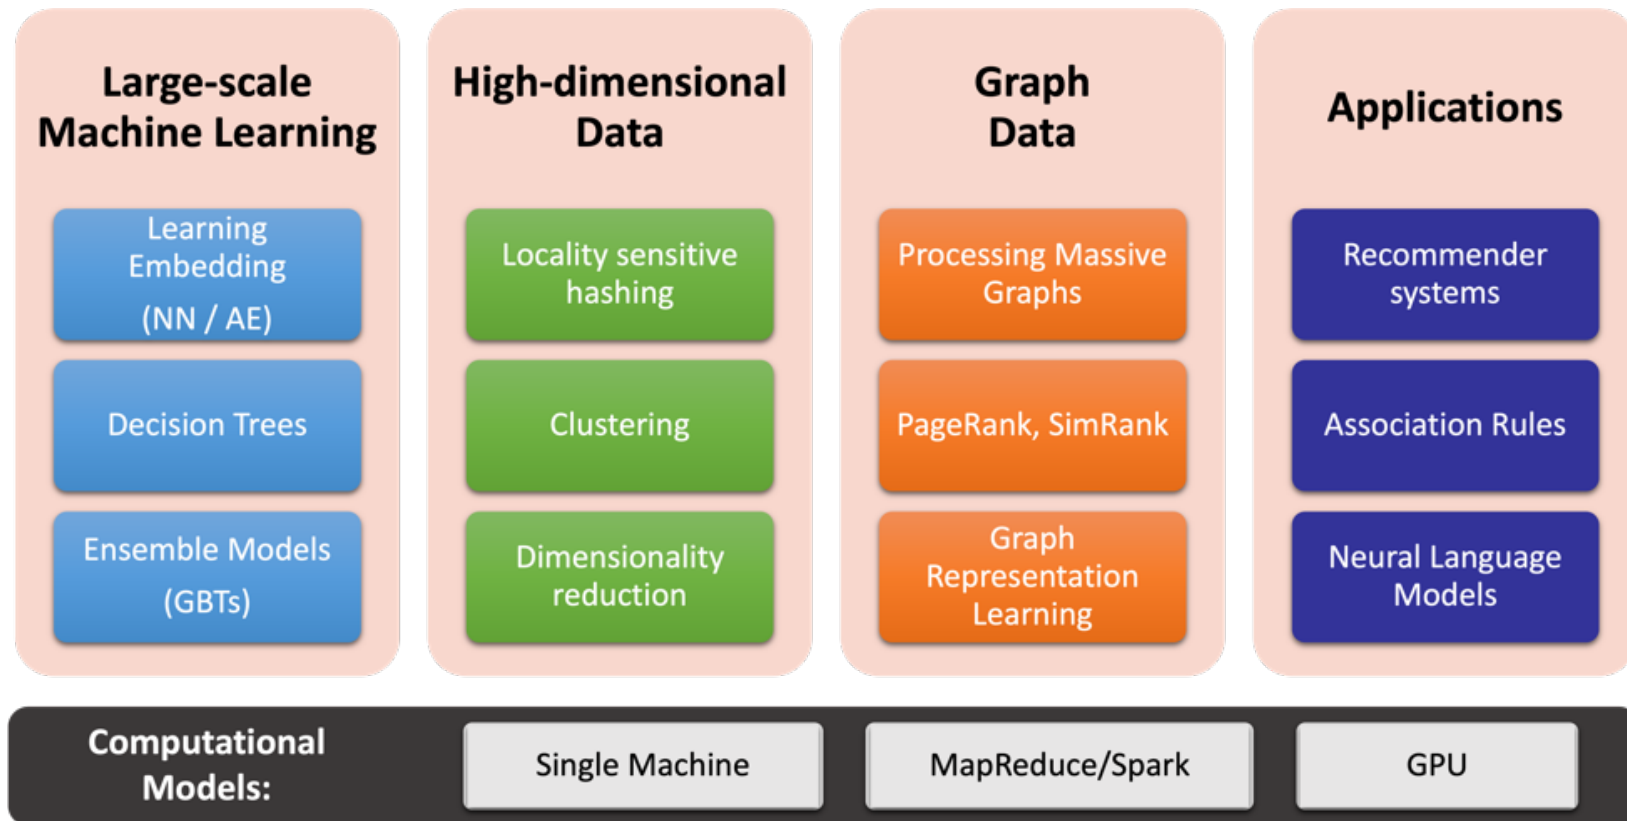 Large-scale
Machine Learning
Learning
Embedding
(NN / AE)
Decision Trees
Ensemble Models
(GBTs)
High-dimensional
Data
Locality sensitive
hashing
Clustering
Dimensionality
reduction
Graph
Data
Processing Massive
Graphs
PageRank, SimRank
Graph
Representation
Learning
Applications
Recommender
systems
Association Rules
Neural Language
Models
Computational
Models:
Single Machine
MapReduce/Spark
GPU